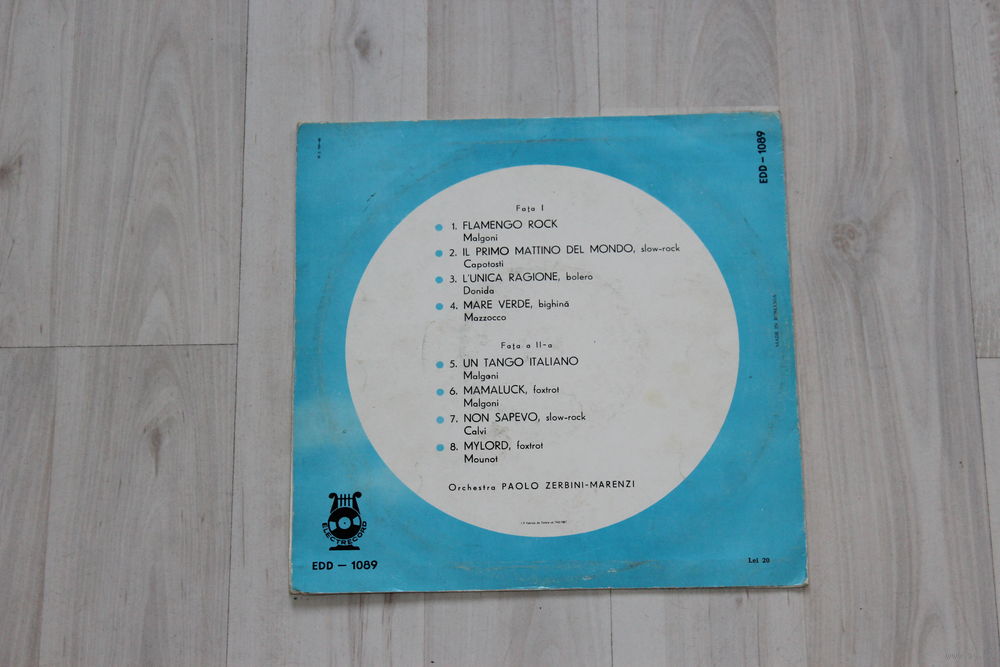 EDD — 1089
Fața I
1. FLAMENGO ROCK
Malgoni
2. IL PRIMO MATTINO DEL MONDO, slow-rock
Capotosti
3. L'UNICA RAGIONE, bolero
Donida
4. MARE VERDE, bighină
Mazzocco
MADE IN ROMANIA
Fața a II-a
5. UN TANGO ITALIANO
Malgoni
6. MAMALUCK, foxtrot
Malgoni
7. NON SAPEVO, slow-rock
Calvi
8. MYLORD, foxtrot
Mounot
Orchestra PAOLO ZERBINI-MARENZI
ELECTRECORD
EDD — 1089
Lei 20